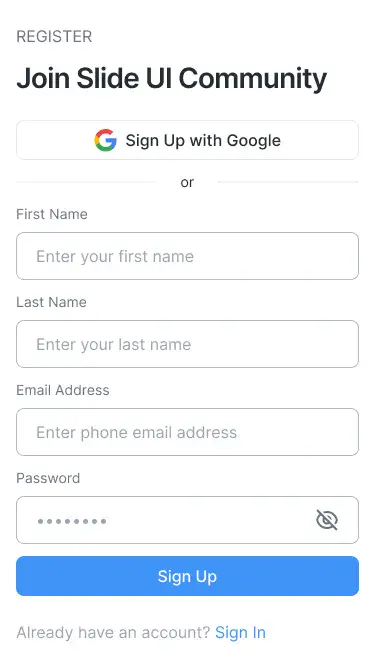 REGISTER
Join Slide UI Community
Sign Up with Google
or
First Name
Enter your first name
Last Name
Enter your last name
Email Address
Enter phone email address
Password
••••••••
Sign Up
Already have an account? Sign In